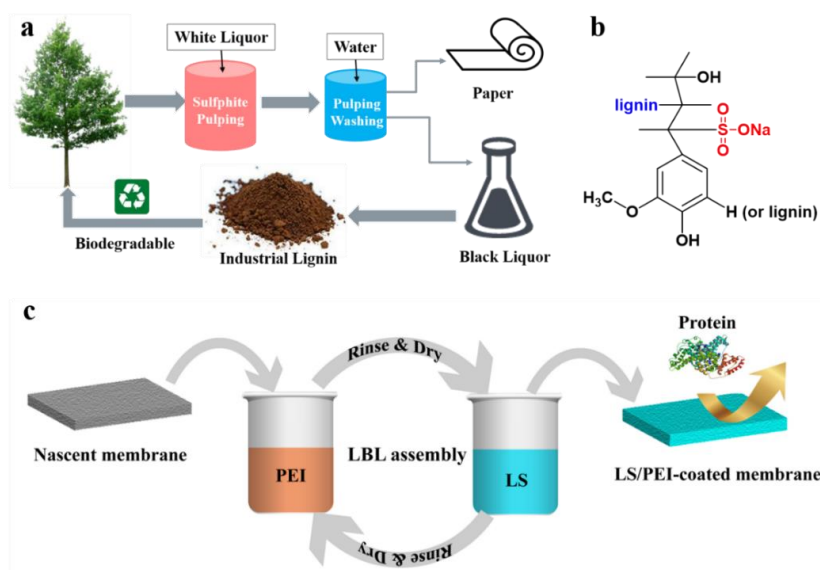 a
White Liquor
Sulfphite
Pulping
Water
Pulping
Washing
Paper
Biodegradable
Industrial Lignin
Black Liquor
b
OH
lignin
O
S
ONa
O
H₃C
O
H (or lignin)
OH
c
Nascent membrane
PEI
Rinse & Dry
LBL assembly
Rinse & Dry
LS
Protein
LS/PEI-coated membrane